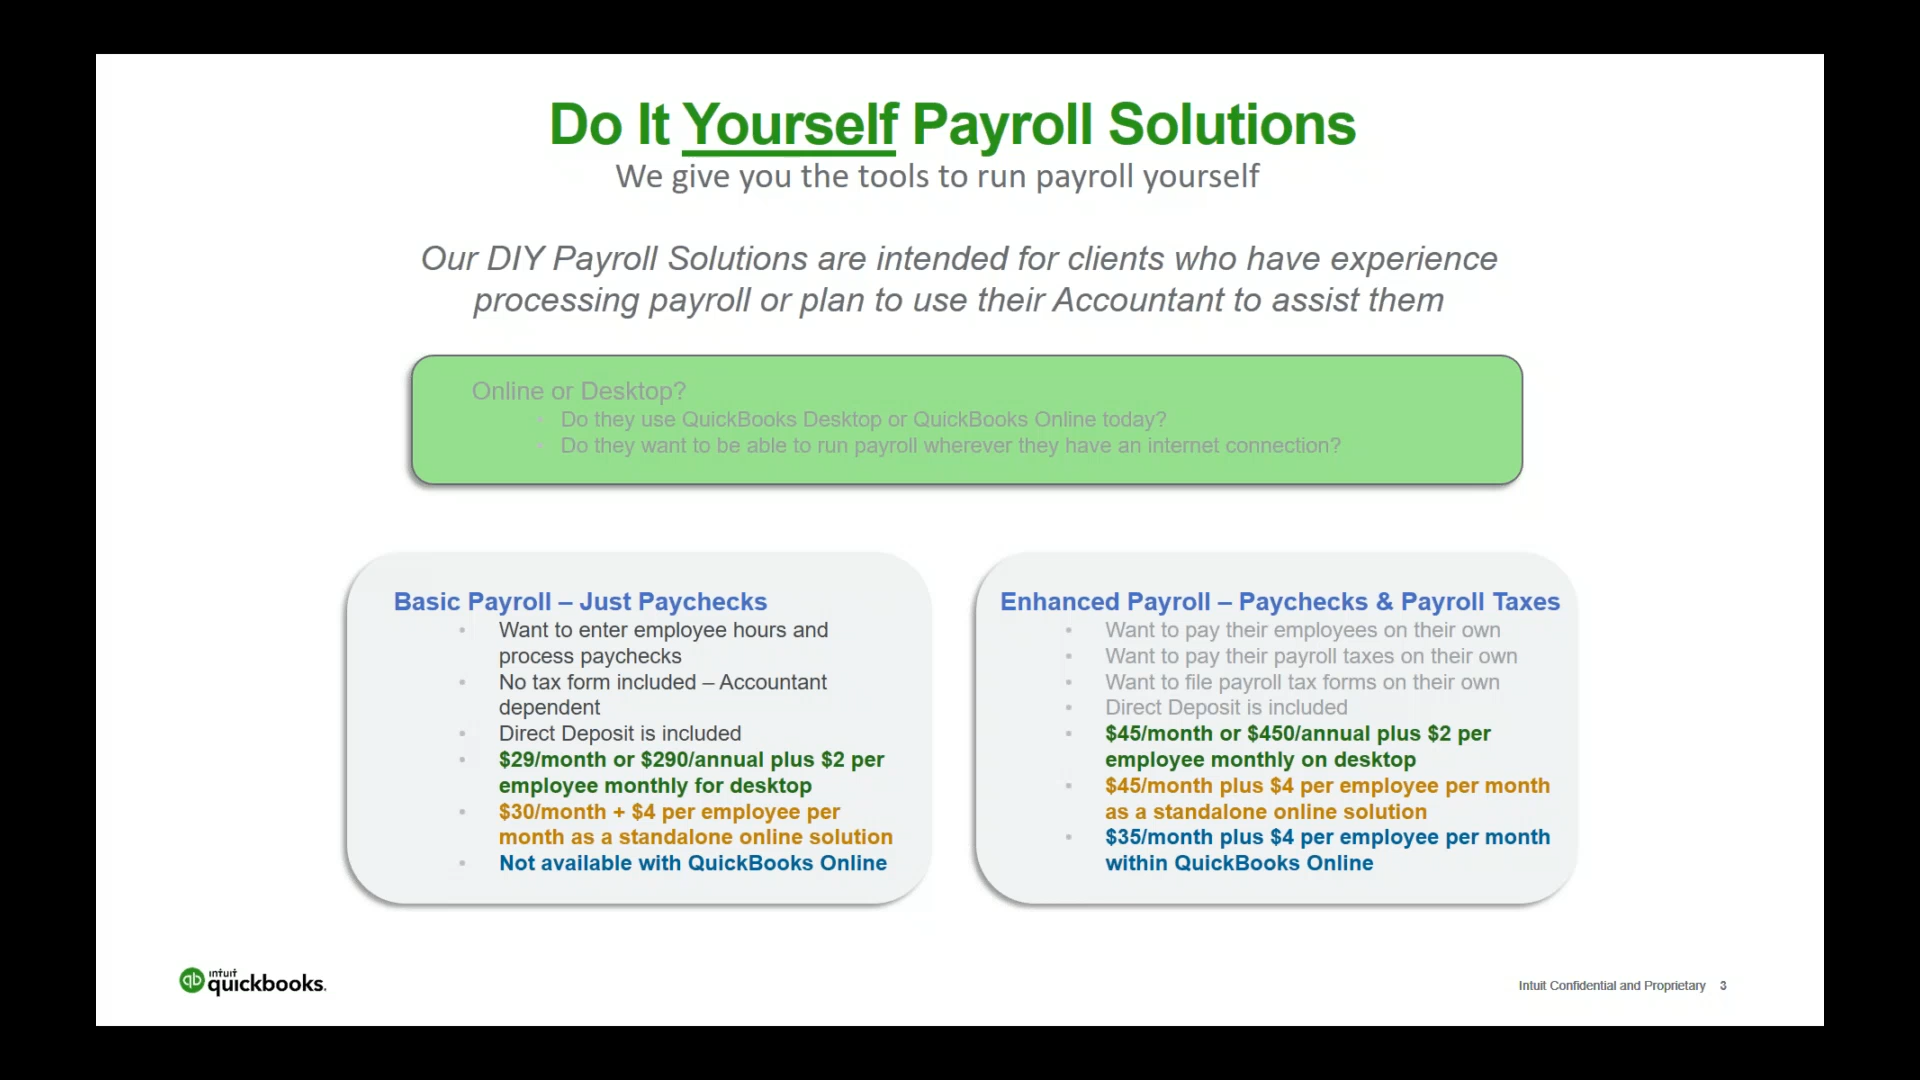 Do It Yourself Payroll Solutions
We give you the tools to run payroll yourself
Our DIY Payroll Solutions are intended for clients who have experience
processing payroll or plan to use their Accountant to assist them
Online or Desktop?
• Do they use QuickBooks Desktop or QuickBooks Online today?
• Do they want to be able to run payroll wherever they have an internet connection?
Basic Payroll – Just Paychecks
• Want to enter employee hours and
process paychecks
• No tax form included – Accountant
dependent
• Direct Deposit is included
• $29/month or $290/annual plus $2 per
employee monthly for desktop
• $30/month + $4 per employee per
month as a standalone online solution
• Not available with QuickBooks Online
Enhanced Payroll – Paychecks & Payroll Taxes
• Want to pay their employees on their own
• Want to pay their payroll taxes on their own
• Want to file payroll tax forms on their own
• Direct Deposit is included
• $45/month or $450/annual plus $2 per
employee monthly on desktop
• $45/month plus $4 per employee per month
as a standalone online solution
• $35/month plus $4 per employee per month
within QuickBooks Online
qb intuit
quickbooks.
Intuit Confidential and Proprietary 3